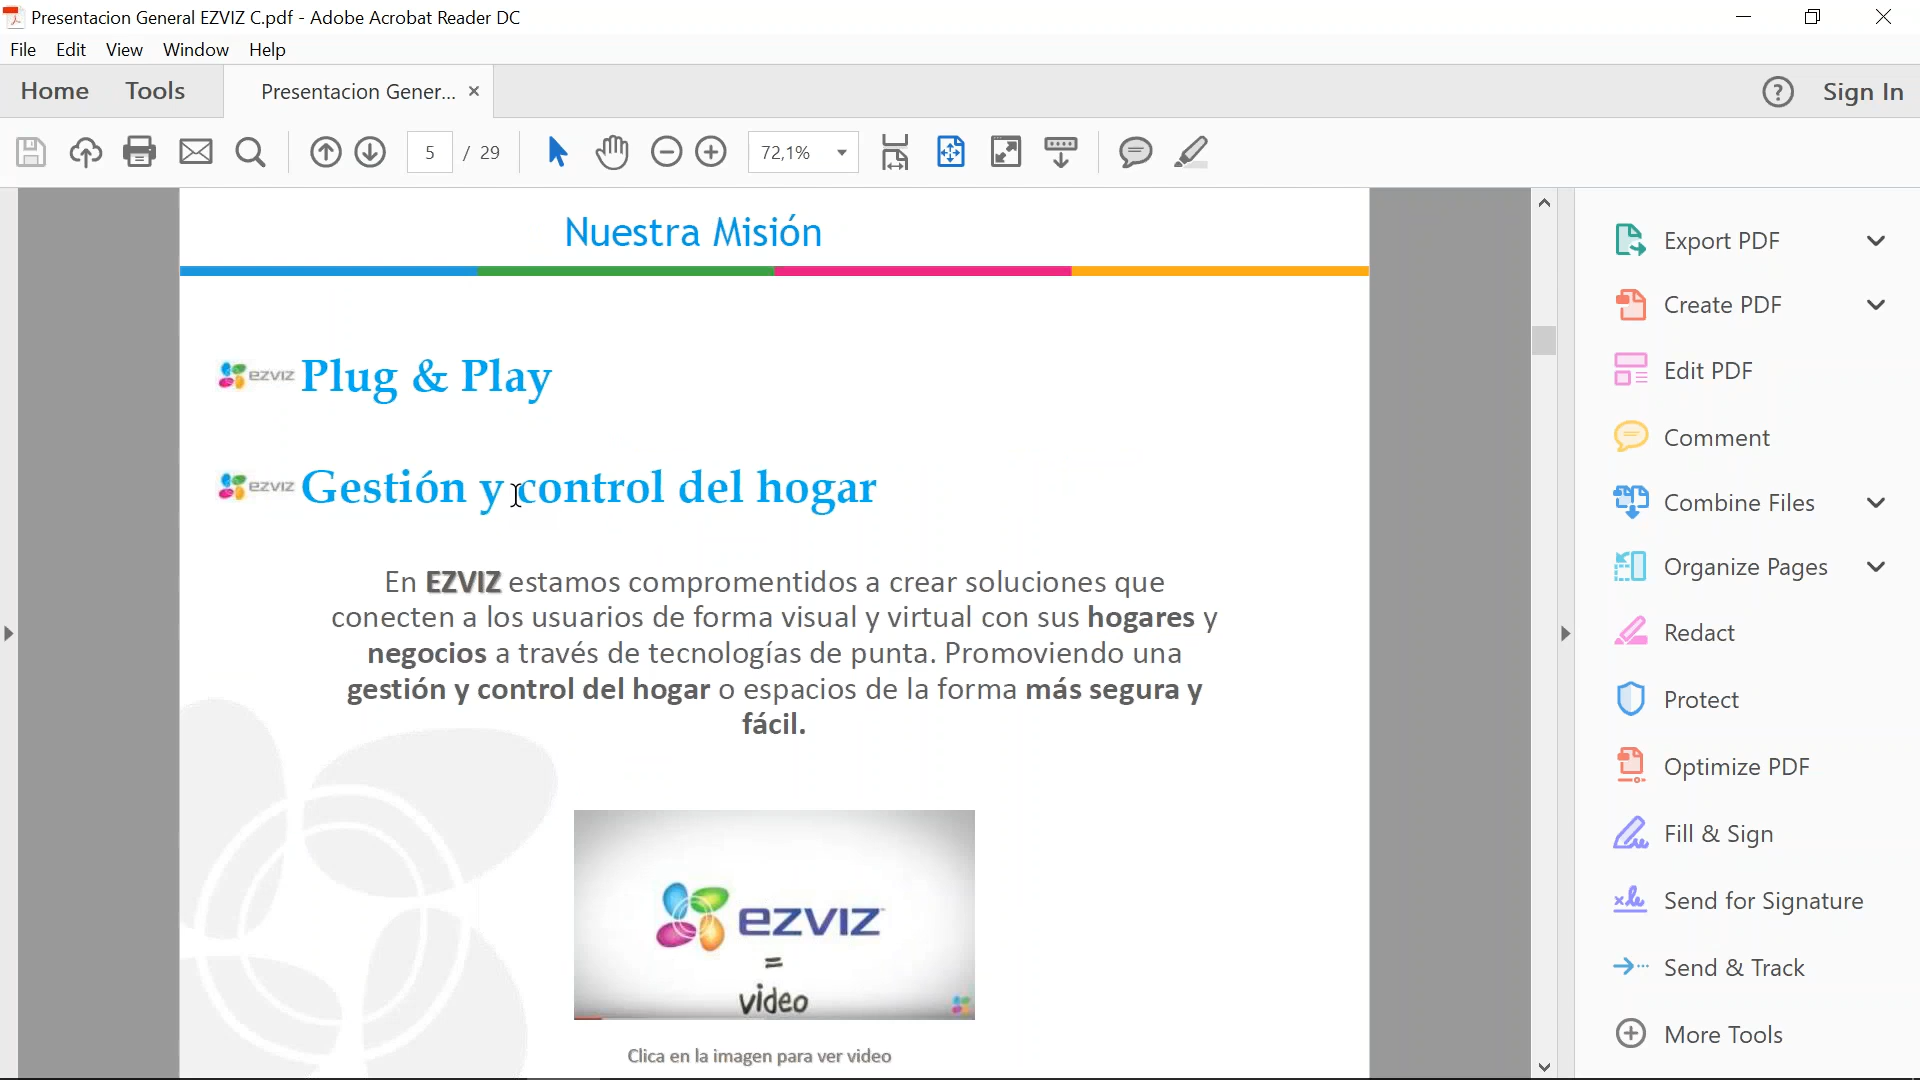 Presentacion General EZVIZ C.pdf - Adobe Acrobat Reader DC
File Edit View Window Help
Home Tools Presentacion Gener... × ? Sign In
5 / 29 72,1%
Nuestra Misión
ezviz Plug & Play
ezviz Gestión y control del hogar
En EZVIZ estamos compromentidos a crear soluciones que
conecten a los usuarios de forma visual y virtual con sus hogares y
negocios a través de tecnologías de punta. Promoviendo una
gestión y control del hogar o espacios de la forma más segura y
fácil.
ezviz
=
video
Clica en la imagen para ver video
Export PDF
Create PDF
Edit PDF
Comment
Combine Files
Organize Pages
Redact
Protect
Optimize PDF
Fill & Sign
Send for Signature
Send & Track
More Tools